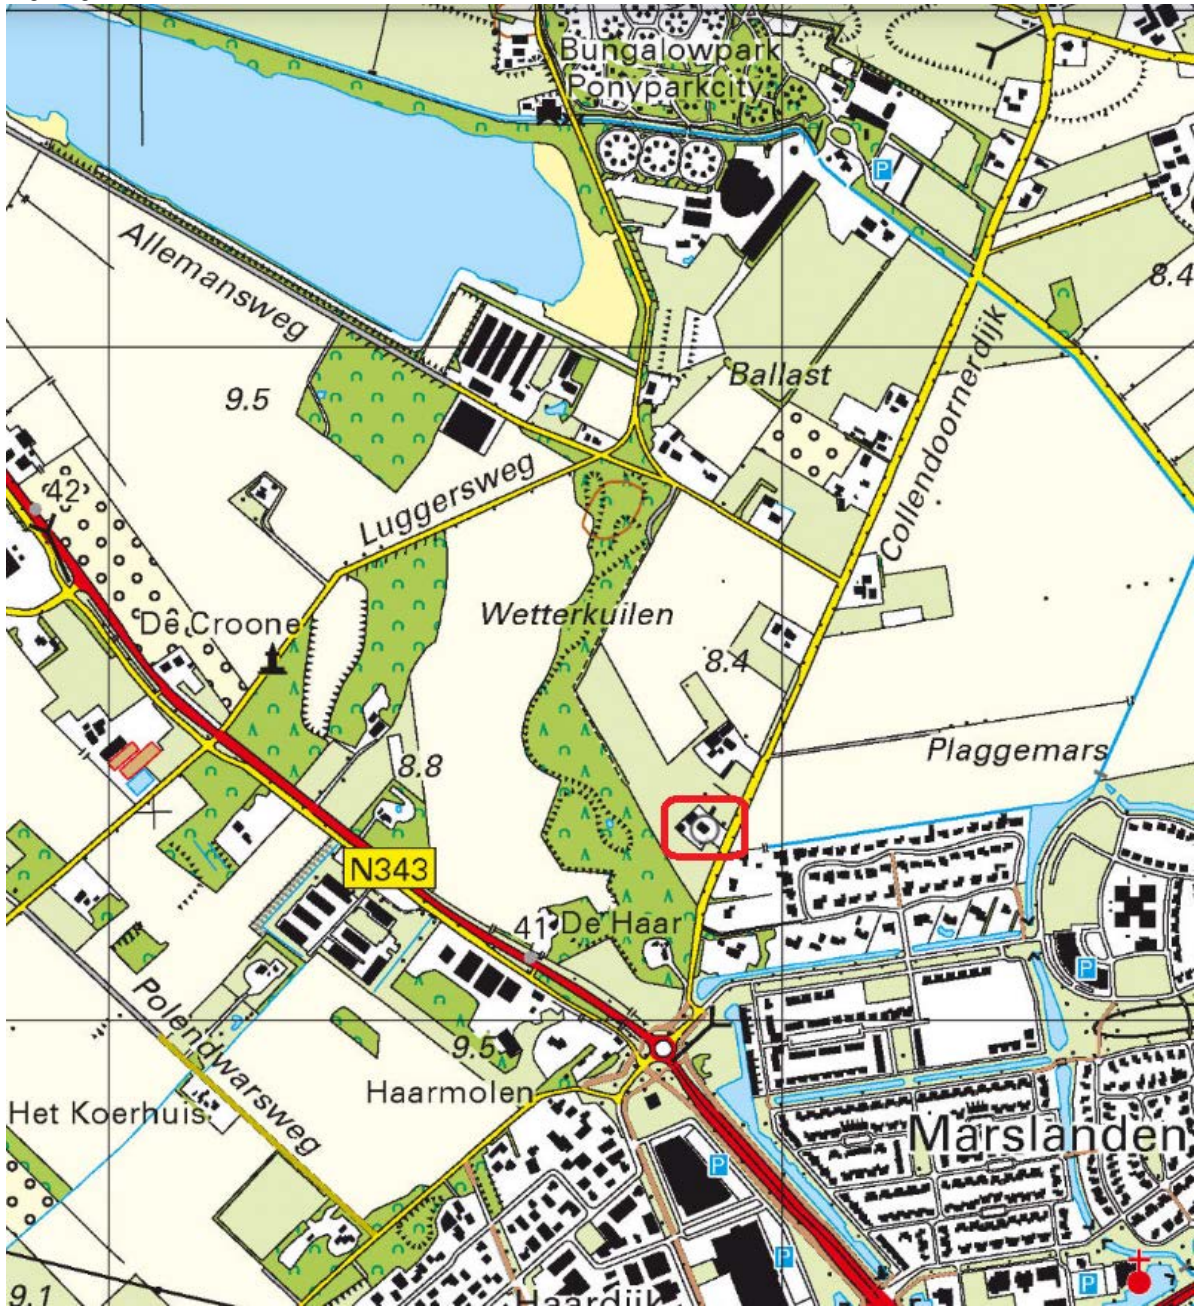 Bungalowpark
Ponyparkcity
P
Allemansweg
8.4
Collendoornerdijk
Ballast
9.5
Luggersweg
42
Wetterkuilen
De Croone
8.4
Plaggemars
8.8
N343
41
De Haar
P
Polendwarsweg
9.5
Haarmolen
Het Koerhuis
Marslanden
P
P
P
9.1
Haardijk